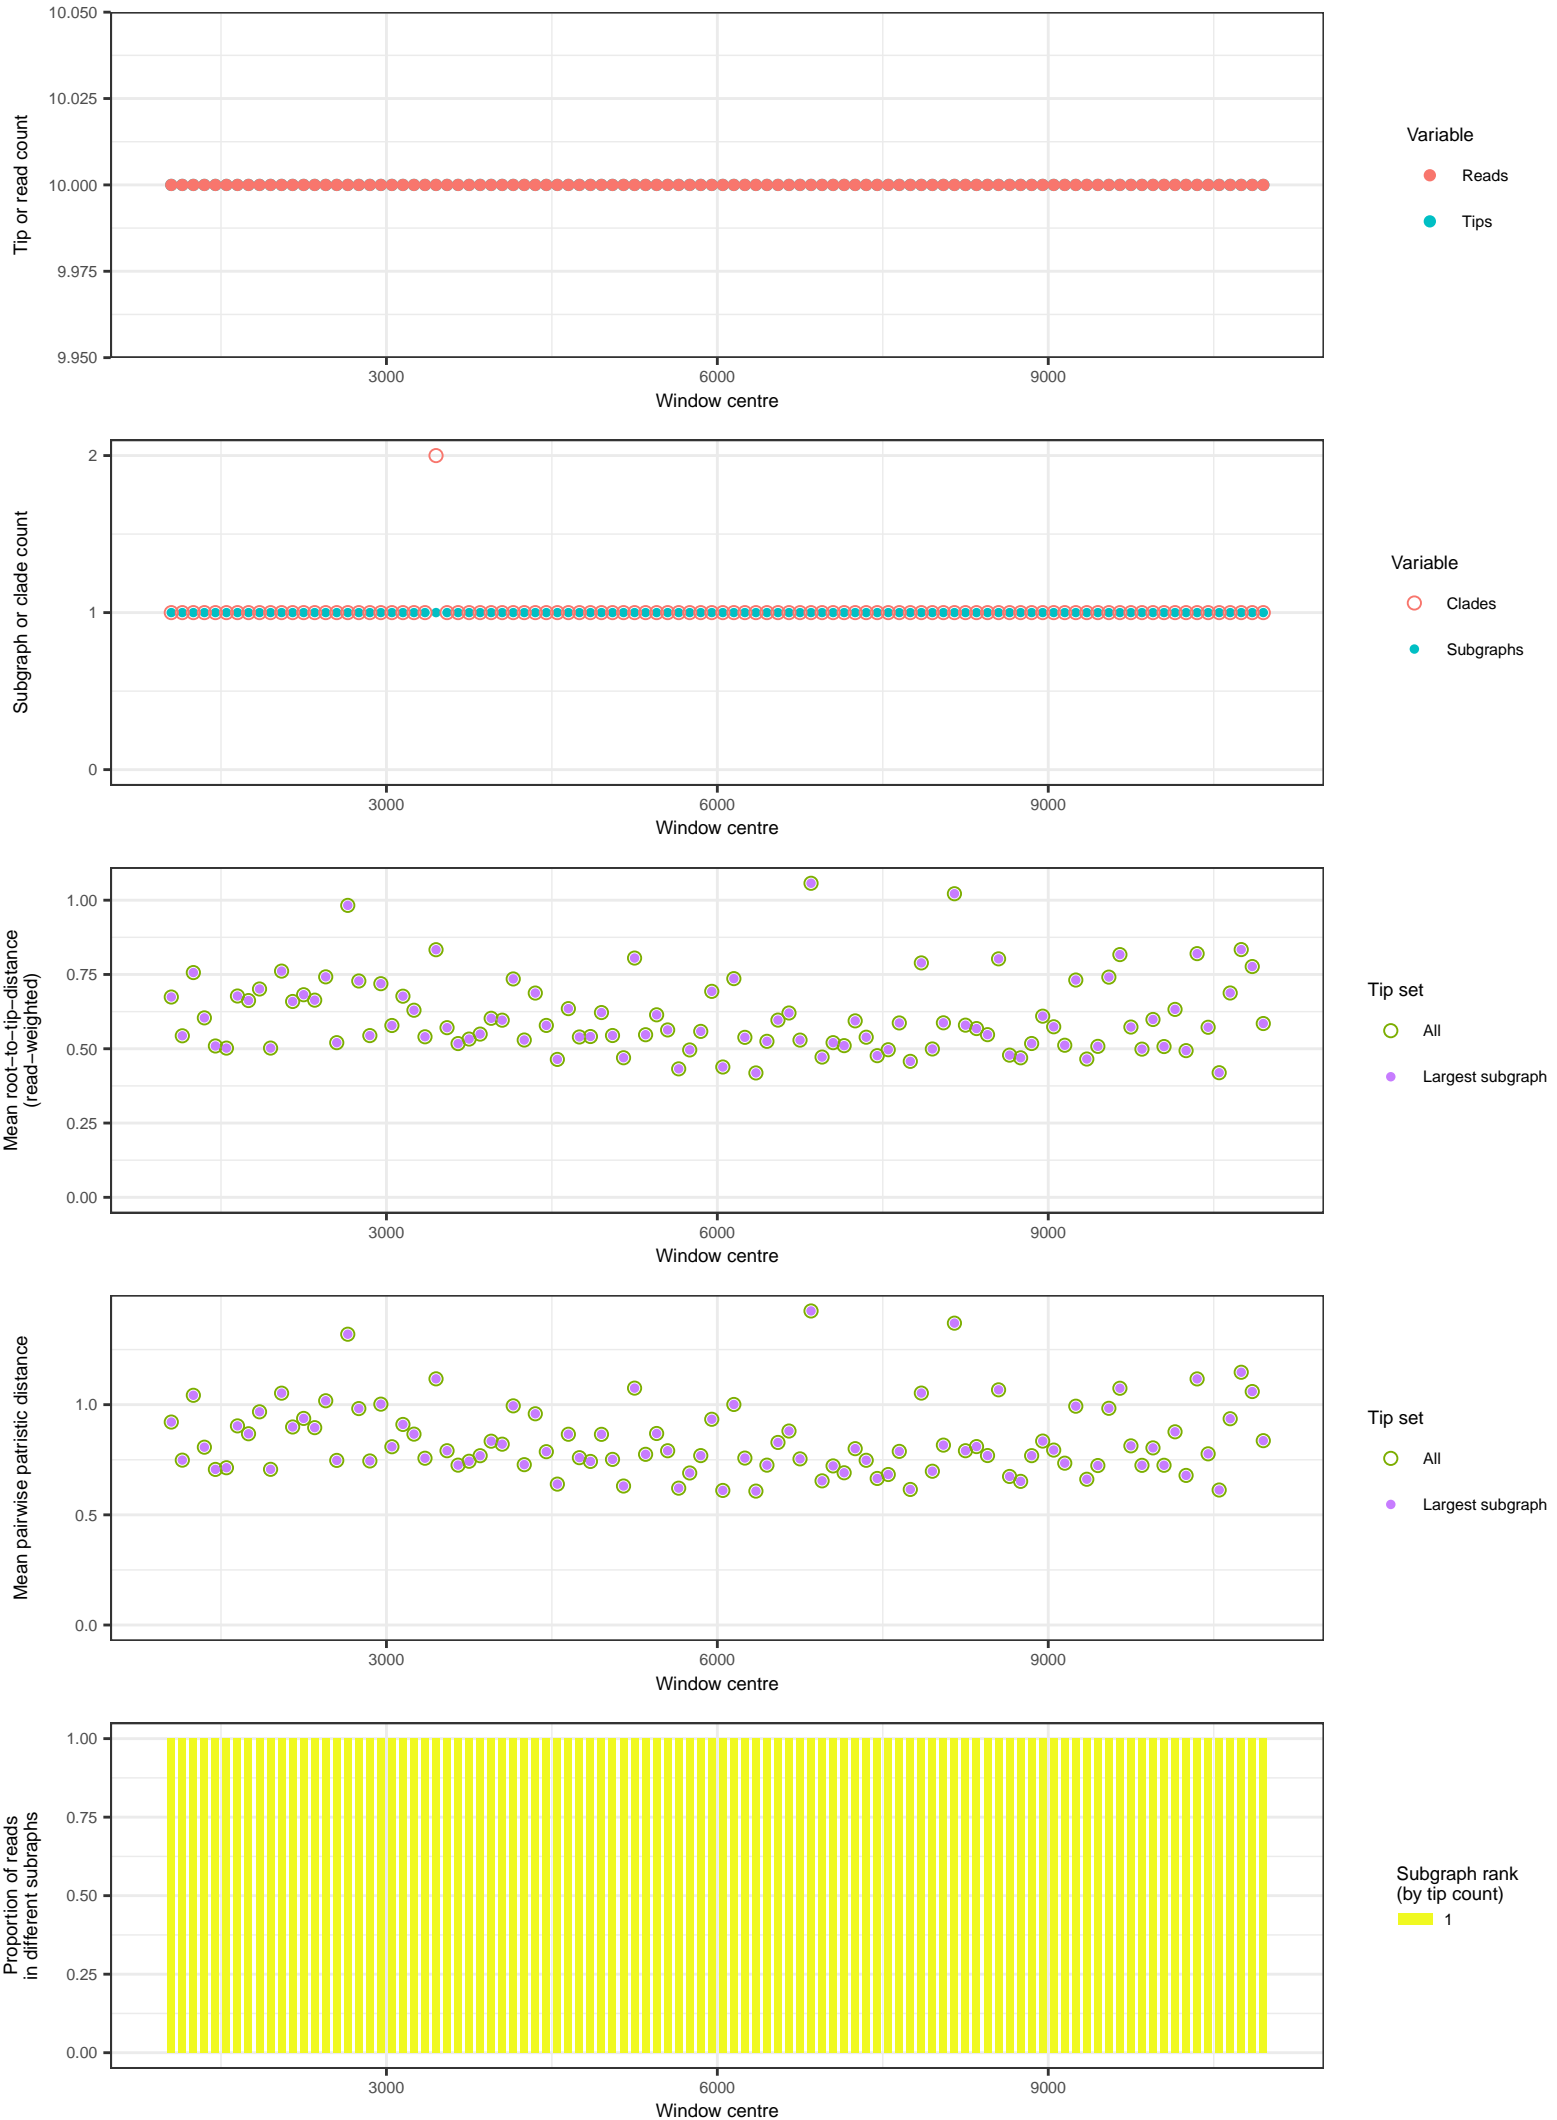 10.050
10.025
10.000
9.975
9.950
Tip or read count
3000
6000
9000
Window centre
Variable
Reads
Tips
2
1
0
Subgraph or clade count
3000
6000
9000
Window centre
Variable
Clades
Subgraphs
1.00
0.75
0.50
0.25
0.00
Mean root−to−tip−distance
(read−weighted)
3000
6000
9000
Window centre
Tip set
All
Largest subgraph
1.0
0.5
0.0
Mean pairwise patristic distance
3000
6000
9000
Window centre
Tip set
All
Largest subgraph
1.00
0.75
0.50
0.25
0.00
Proportion of reads
in different subraphs
3000
6000
9000
Window centre
Subgraph rank
(by tip count)
1